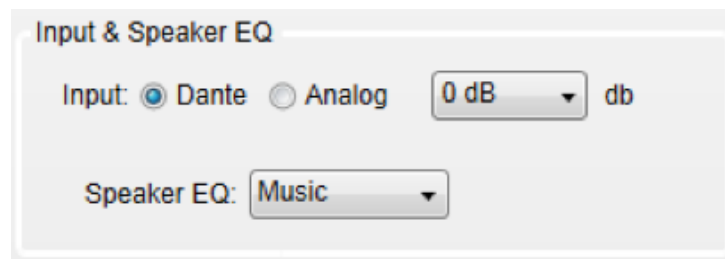 Input & Speaker EQ
Input: Dante Analog 0 dB db
Speaker EQ: Music